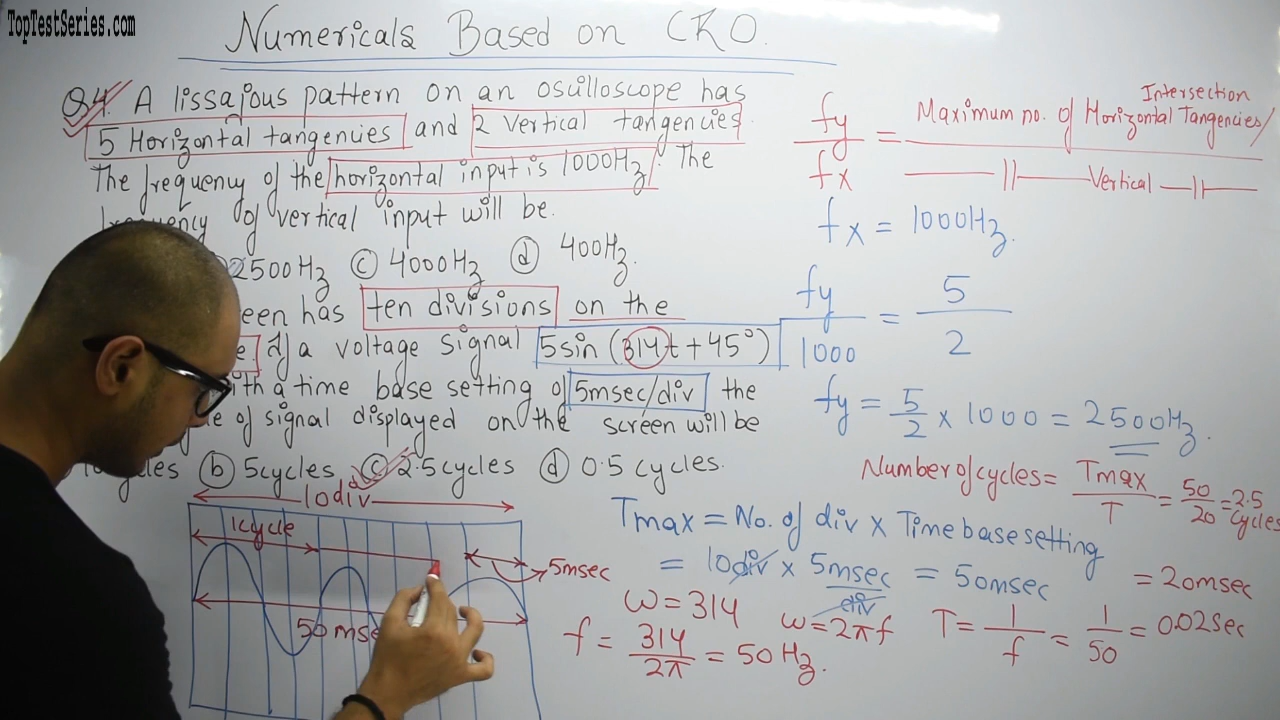 TopTestSeries.com
Numericals Based on CRO.
Q4. A lissajous pattern on an oscilloscope has
5 Horizontal tangencies and 2 Vertical tangencies.
The frequency of the horizontal input is 1000Hz. The
frequency of vertical input will be.
2500Hz (c) 4000Hz (d) 400Hz.
een has ten divisions on the
e. If a voltage signal 5sin(314t+45°)
ith a time base setting of 5msec/div the
of signal displayed on the screen will be
cycles (b) 5cycles (c) 2.5cycles (d) 0.5 cycles.
10div
1cycle
5msec
50 mse
fy/fx = Maximum no. of Horizontal Tangencies/Intersection / —||— Vertical —||—
fx = 1000Hz.
fy/1000 = 5/2
fy = 5/2 x 1000 = 2500Hz.
Number of cycles = Tmax/T = 50/20 = 2.5 Cycles
Tmax = No. of div x Time base setting
= 10div x 5msec/div = 50msec
= 20msec
ω = 314
ω = 2πf
T = 1/f = 1/50 = 0.02sec
f = 314/2π = 50Hz.